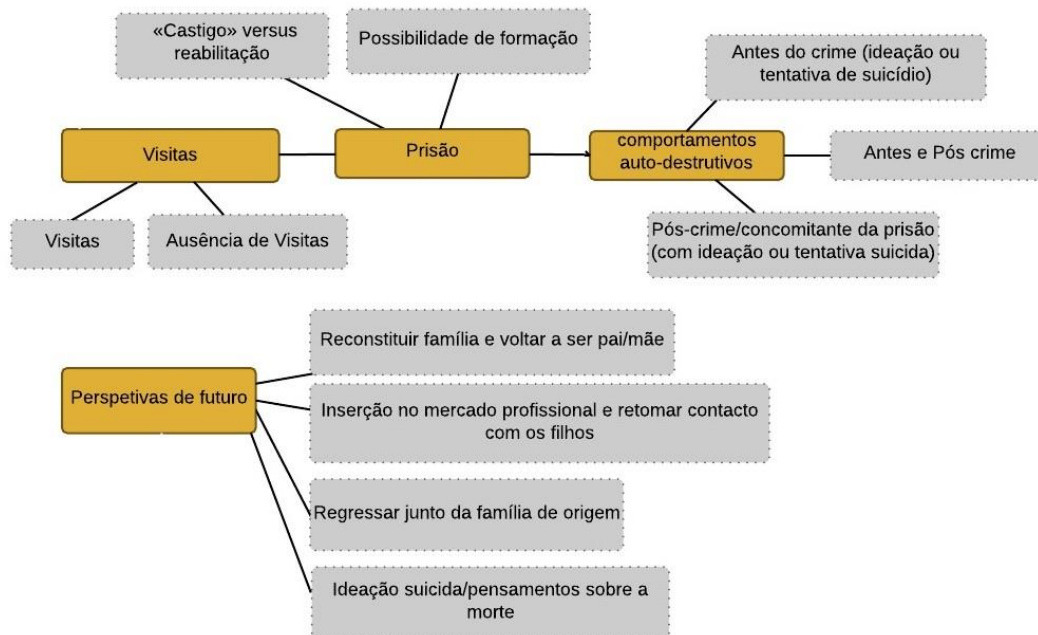 «Castigo» versus
reabilitação
Possibilidade de formação
Antes do crime (ideação ou
tentativa de suicídio)
Visitas
Prisão
comportamentos
auto-destrutivos
Antes e Pós crime
Visitas
Ausência de Visitas
Pós-crime/concomitante da prisão
(com ideação ou tentativa suicida)
Reconstituir família e voltar a ser pai/mãe
Perspetivas de futuro
Inserção no mercado profissional e retomar contacto
com os filhos
Regressar junto da família de origem
Ideação suicida/pensamentos sobre a
morte